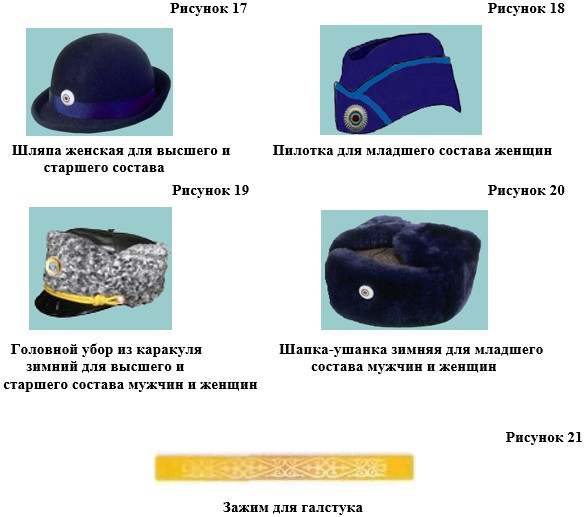 Рисунок 17
Рисунок 18
Шляпа женская для высшего и
старшего состава
Пилотка для младшего состава женщин
Рисунок 19
Рисунок 20
Головной убор из каракуля
зимний для высшего и
старшего состава мужчин и женщин
Шапка-ушанка зимняя для младшего
состава мужчин и женщин
Рисунок 21
Зажим для галстука